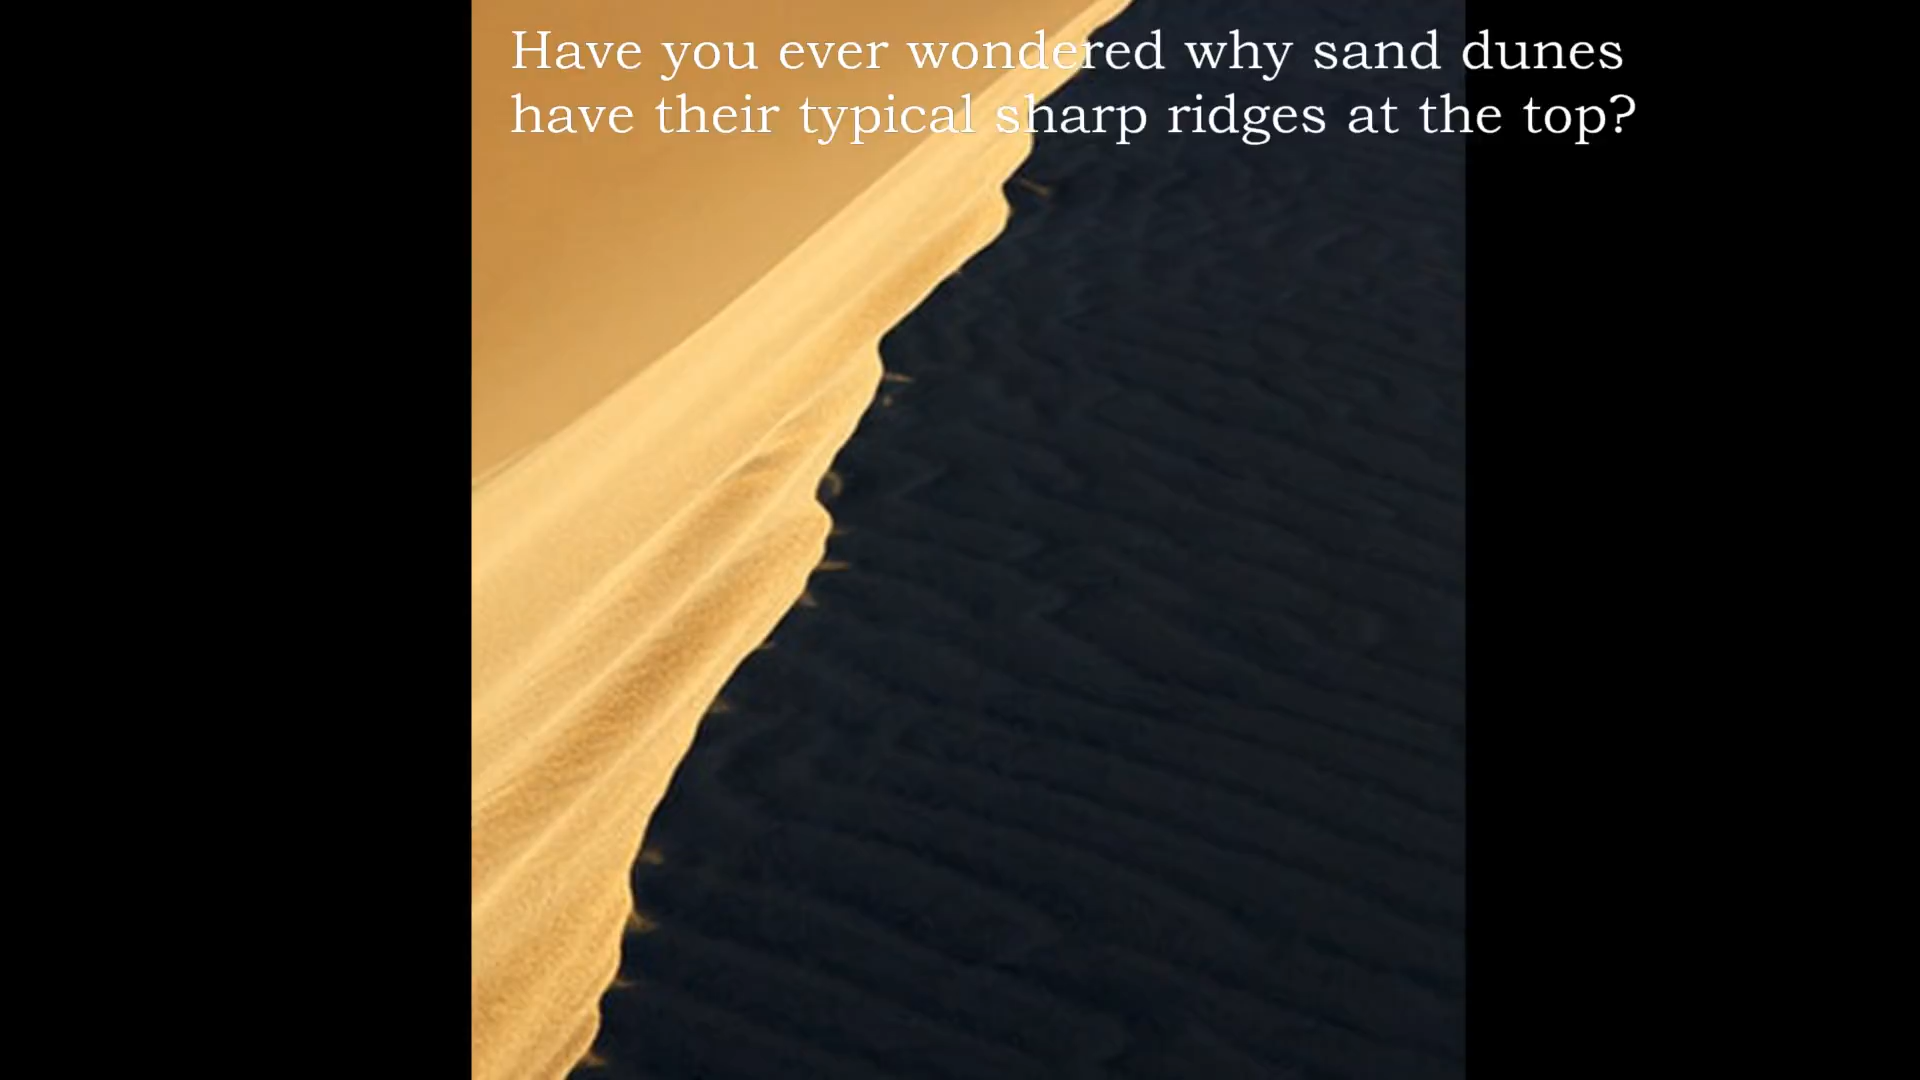 Have you ever wondered why sand dunes
have their typical sharp ridges at the top?